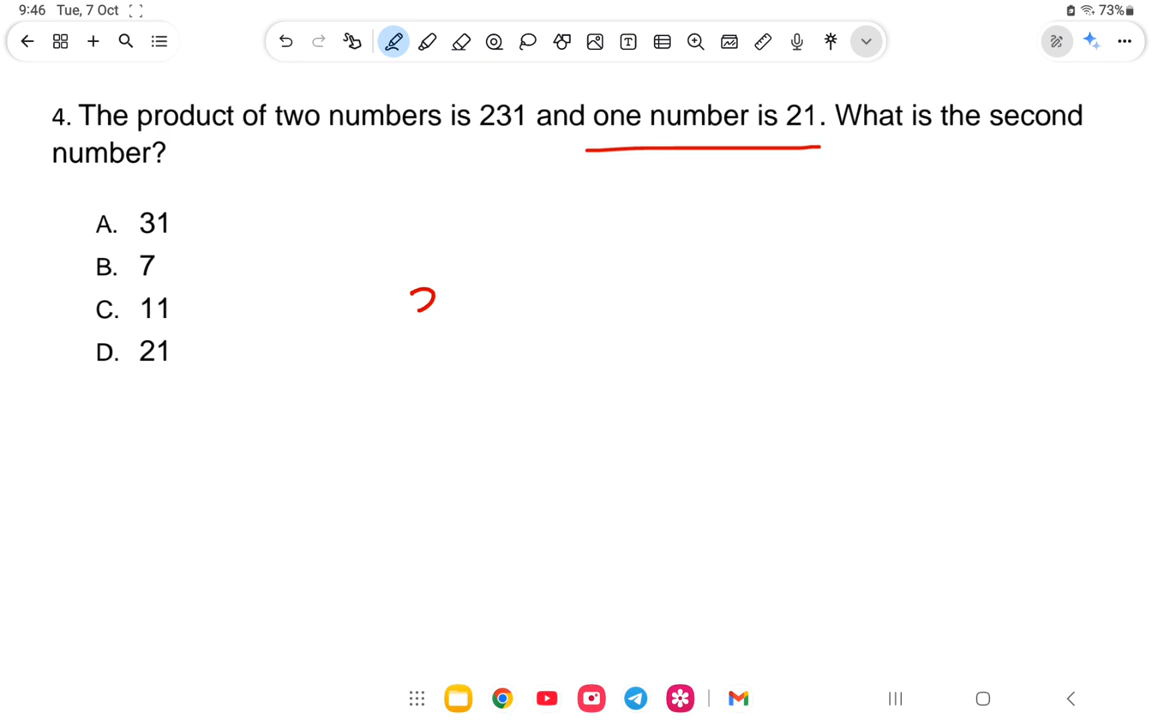 9:46 Tue, 7 Oct
73%
4. The product of two numbers is 231 and one number is 21. What is the second
number?
A. 31
B. 7
C. 11
D. 21